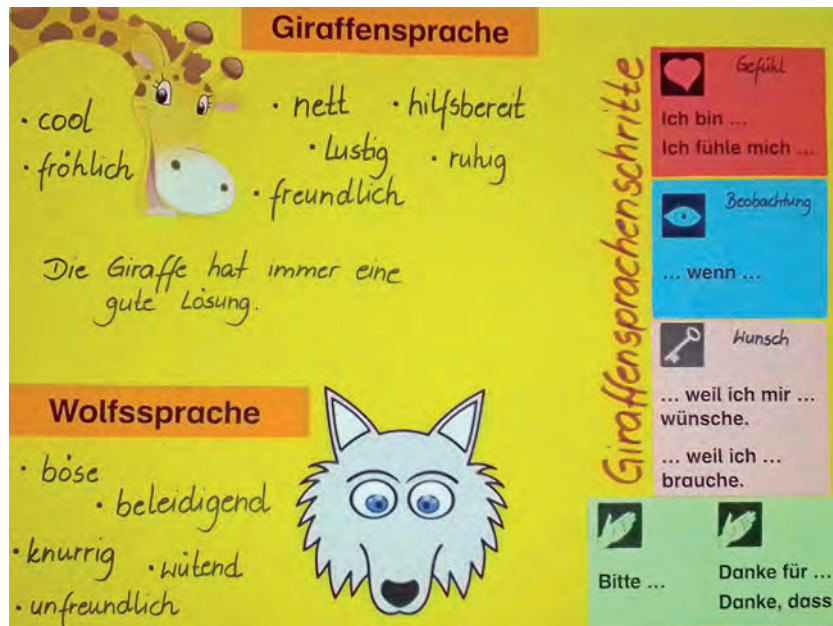 Giraffensprache
• cool
• fröhlich
• nett • hilfsbereit
• Lustig • ruhig
• freundlich
Die Giraffe hat immer eine
gute Lösung.
Wolfssprache
• böse
• beleidigend
• knurrig • wütend
• unfreundlich
Giraffensprachenschritte
Gefühl
Ich bin ...
Ich fühle mich ...
Beobachtung
... wenn ...
Wunsch
... weil ich mir ...
wünsche.
... weil ich ...
brauche.
Bitte ...
Danke für ...
Danke, dass